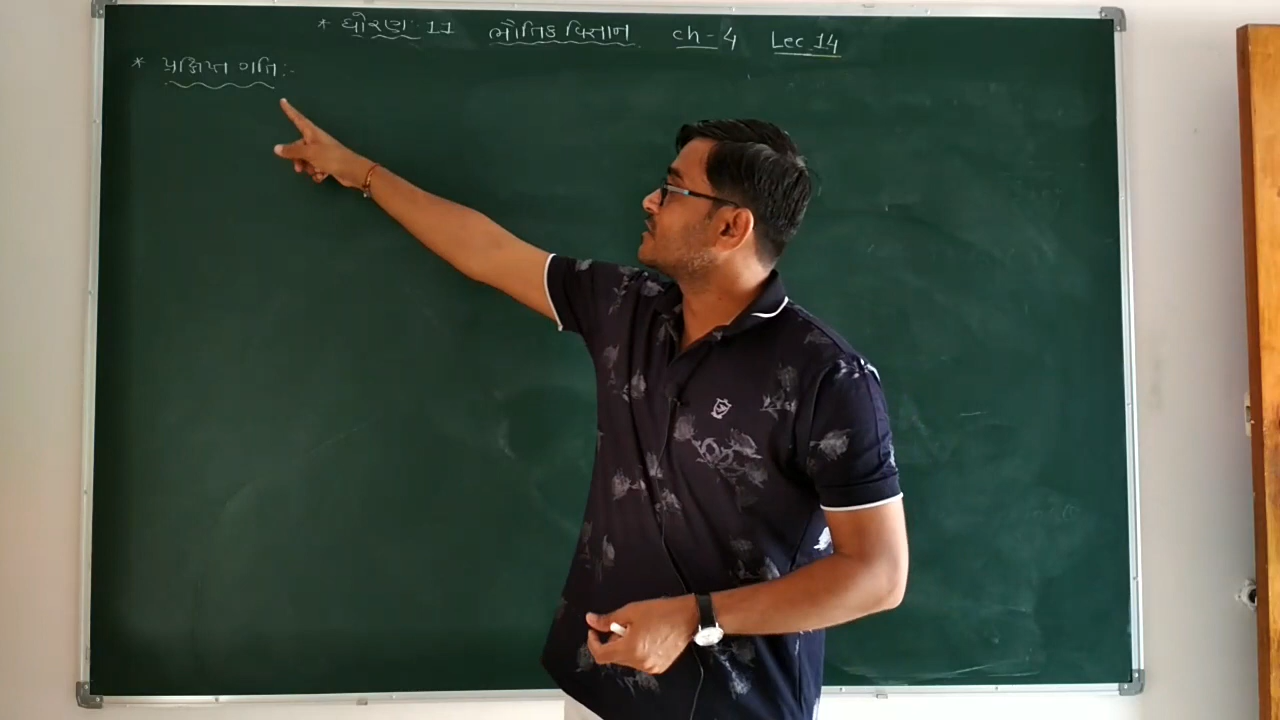 * ધોરણ:- 11 ભૌતિક વિજ્ઞાન ch-4 Lec. 14
* પ્રક્ષિપ્ત ગતિ:-